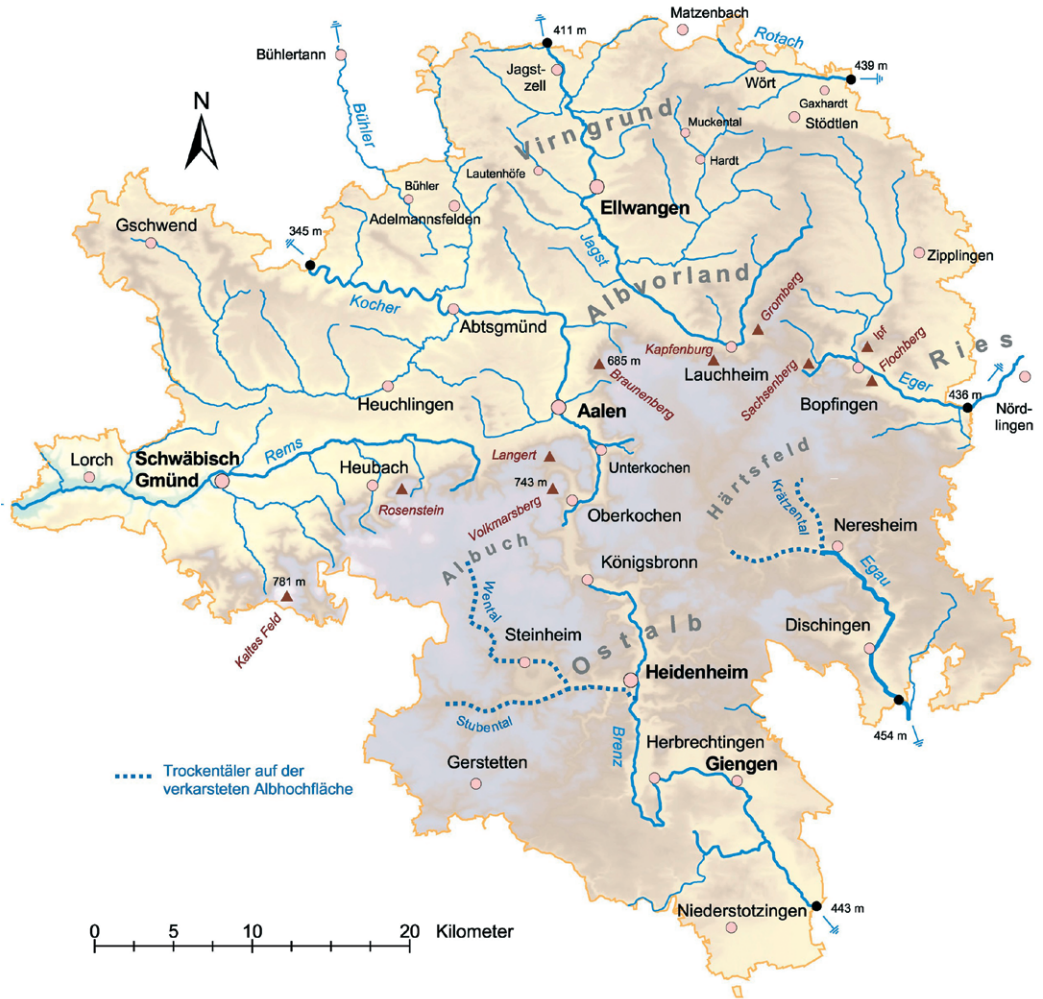 Matzenbach
411 m
Rotach
Bühlertann
439 m
Jagst-
zell
Wört
Gaxhardt
Stödtlen
Bühler
N
Virngrund
Muckental
Hardt
Lautenhöfe
Bühler
Adelmannsfelden
Ellwangen
Gschwend
345 m
Jagst
Zipplingen
Kocher
Albvorland
Gromberg
Abtsgmünd
Ipf
Flochberg
Ries
Kapfenburg
685 m
Braunenberg
Lauchheim
Sachsenberg
Eger
436 m
Heuchlingen
Bopfingen
Nörd-
lingen
Aalen
Rems
Lorch
Schwäbisch
Gmünd
Heubach
Langert
Unterkochen
Härtsfeld
743 m
Rosenstein
Volkmarsberg
Oberkochen
Krätzental
Neresheim
Albuch
Königsbronn
Egau
781 m
Kaltes Feld
Wental
Steinheim
Ostalb
Dischingen
Heidenheim
Stubental
454 m
Brenz
Herbrechtingen
Gerstetten
Giengen
Trockentäler auf der
verkarsteten Albhochfläche
Niederstotzingen
443 m
0 5 10 20 Kilometer